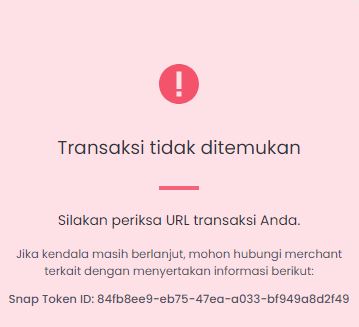 Transaksi tidak ditemukan
Silakan periksa URL transaksi Anda.
Jika kendala masih berlanjut, mohon hubungi merchant
terkait dengan menyertakan informasi berikut:
Snap Token ID: 84fb8ee9-eb75-47ea-a033-bf949a8d2f49